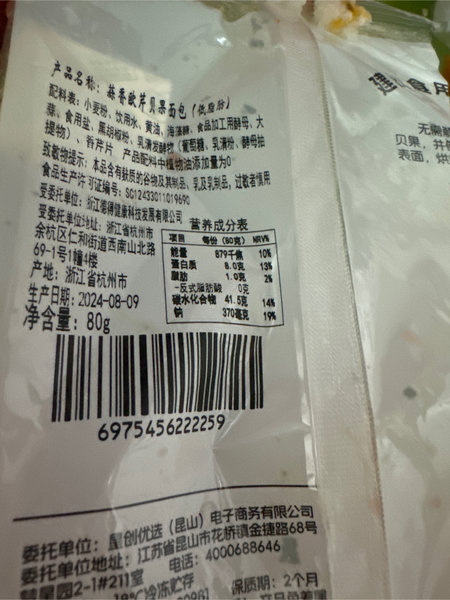 产品名称：蒜香欧芹贝果面包（低脂肪）
配料表：小麦粉、饮用水、黄油、海藻糖、食品加工用酵母、大
蒜、食用盐、黑胡椒粉、乳清发酵物（葡萄糖、乳清粉、酵母抽
提物）、香芹片 产品配料中植物油添加量为0
致敏物提示：本品含有麸质的谷物及其制品、乳及乳制品，过敏者慎用
食品生产许可证编号：SC12433011019690
受委托单位：浙江 健康科技发展有限公司
受委托单位地址：浙江省杭州市
余杭区仁和街道西南山北路
69-1号1幢4楼
产地：浙江省杭州市
生产日期：2024-08-09
净含量：80g
营养成分表
项目 每份（80克） NRV%
能量 879千焦 10%
蛋白质 8.0克 13%
脂肪 1.0克 2%
-反式脂肪酸 0克
碳水化合物 41.5克 14%
钠 370毫克 19%
6975456222259
委托单位：星创优选（昆山）电子商务有限公司
委托单位地址：江苏省昆山市花桥镇金捷路68号
慧星园2-1#211室 电话：4000688646
-18℃冷冻贮存 保质期：2个月
食用
无需
贝果，并
表面，烘